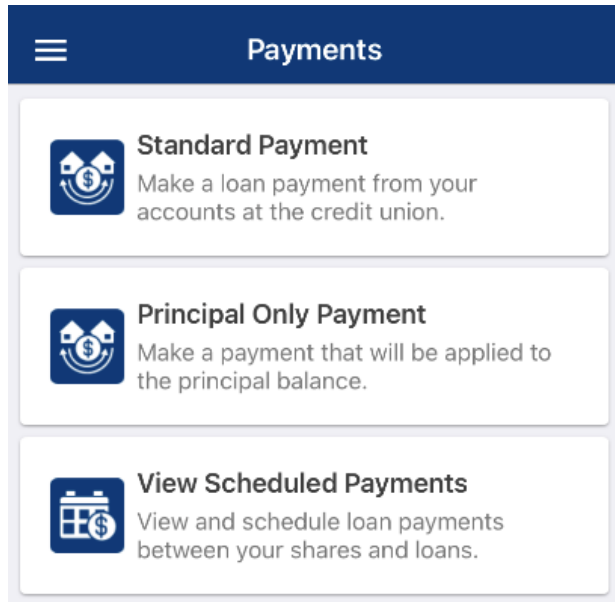 Payments
Standard Payment
Make a loan payment from your
accounts at the credit union.
Principal Only Payment
Make a payment that will be applied to
the principal balance.
View Scheduled Payments
View and schedule loan payments
between your shares and loans.